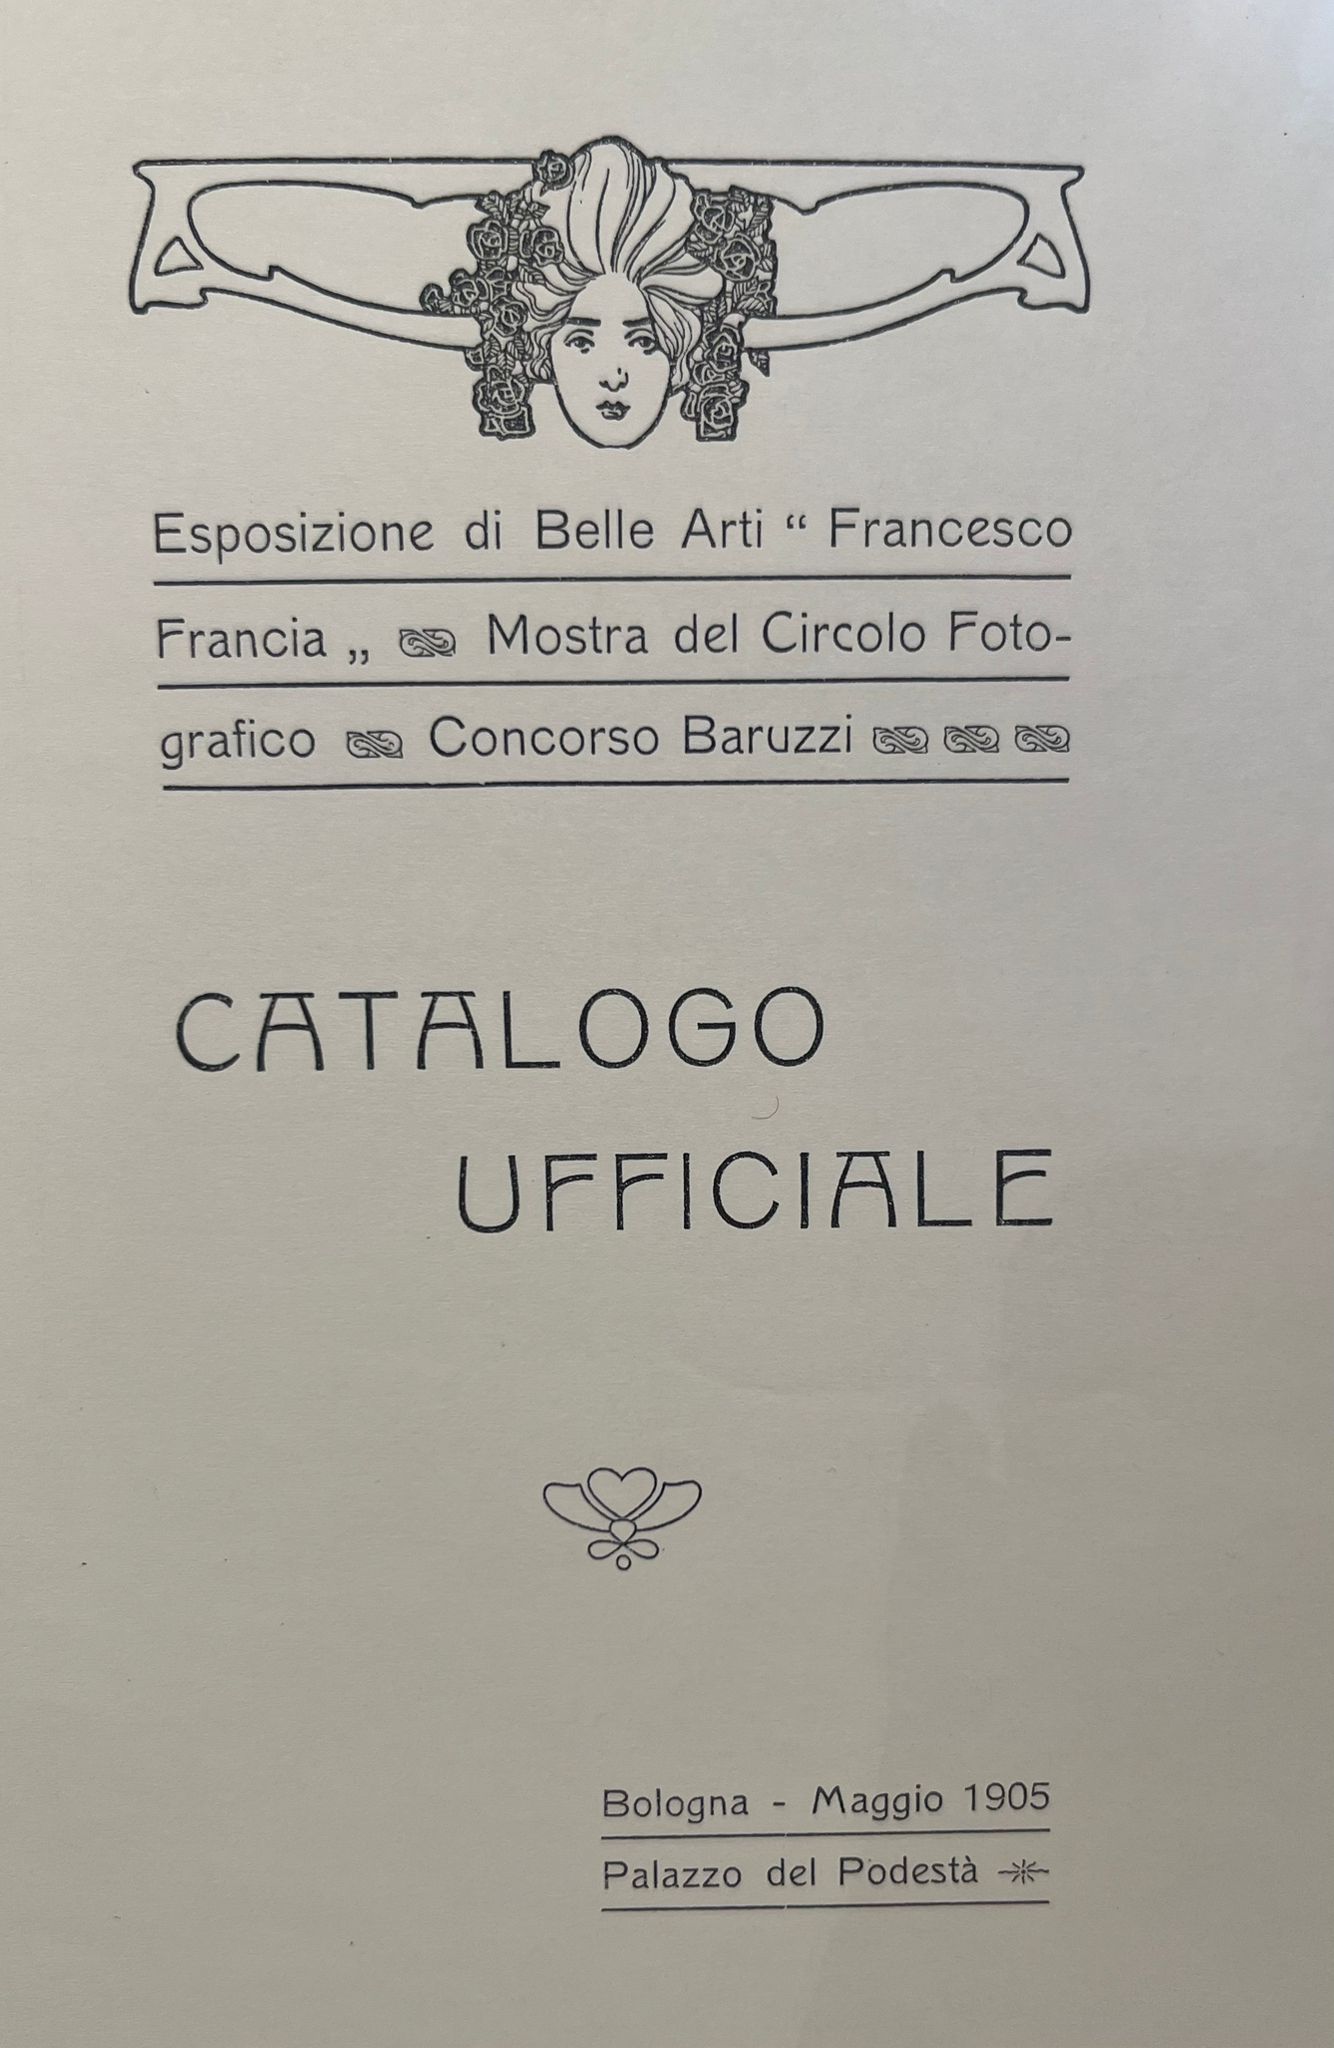 Esposizione di Belle Arti “ Francesco
Francia „ Mostra del Circolo Foto-
grafico Concorso Baruzzi
CATALOGO
UFFICIALE
Bologna - Maggio 1905
Palazzo del Podestà